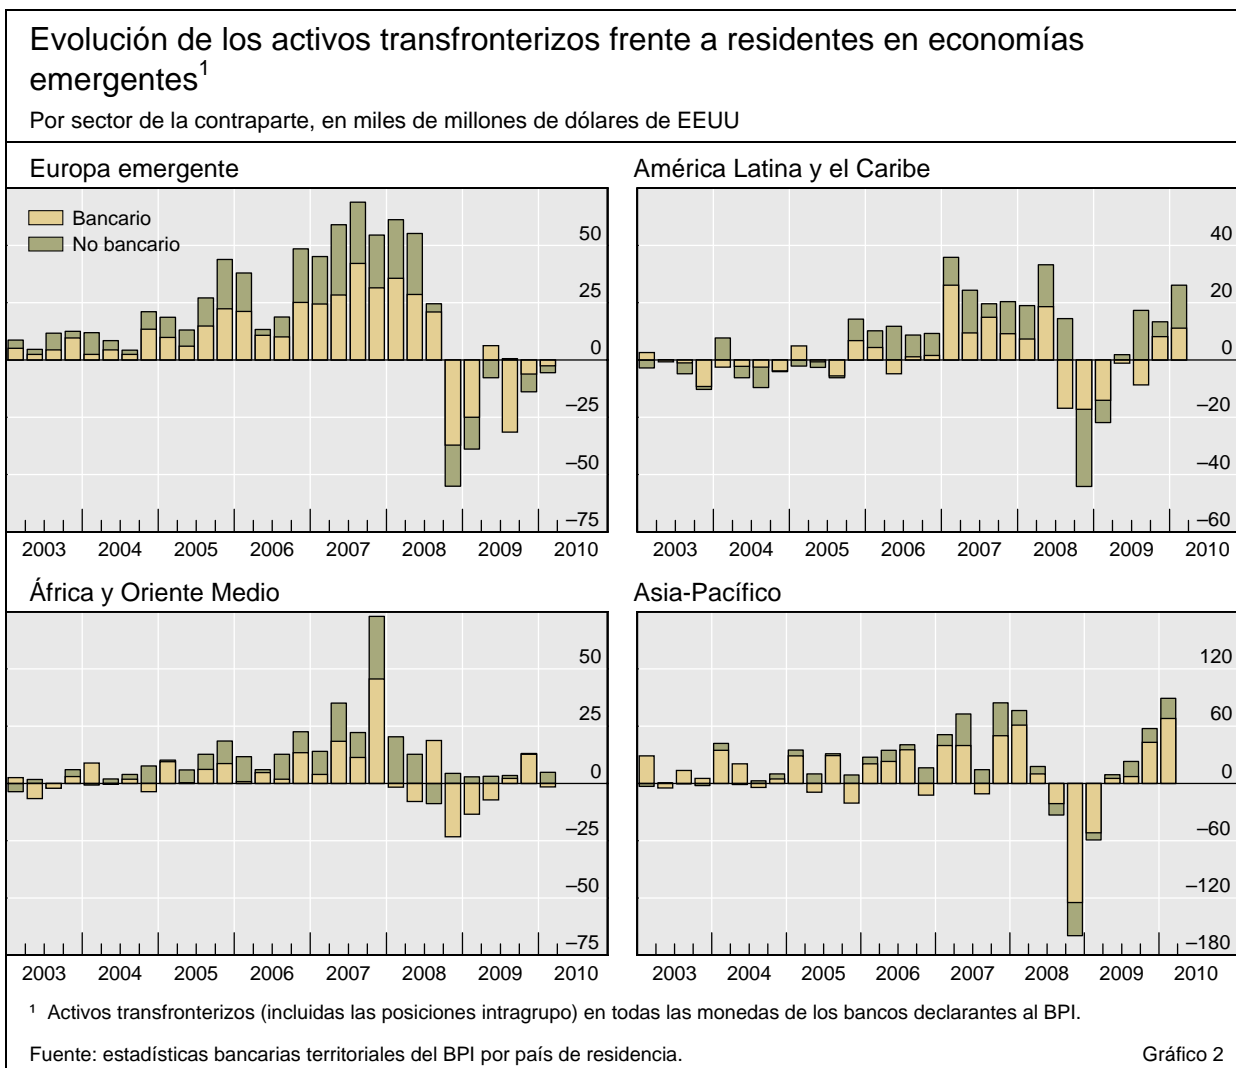 Evolución de los activos transfronterizos frente a residentes en economías
emergentes¹
Por sector de la contraparte, en miles de millones de dólares de EEUU
Europa emergente
Bancario
No bancario
50
25
0
–25
–50
–75
2003 2004 2005 2006 2007 2008 2009 2010
América Latina y el Caribe
40
20
0
–20
–40
–60
2003 2004 2005 2006 2007 2008 2009 2010
África y Oriente Medio
50
25
0
–25
–50
–75
2003 2004 2005 2006 2007 2008 2009 2010
Asia-Pacífico
120
60
0
–60
–120
–180
2003 2004 2005 2006 2007 2008 2009 2010
¹ Activos transfronterizos (incluidas las posiciones intragrupo) en todas las monedas de los bancos declarantes al BPI.
Fuente: estadísticas bancarias territoriales del BPI por país de residencia. Gráfico 2